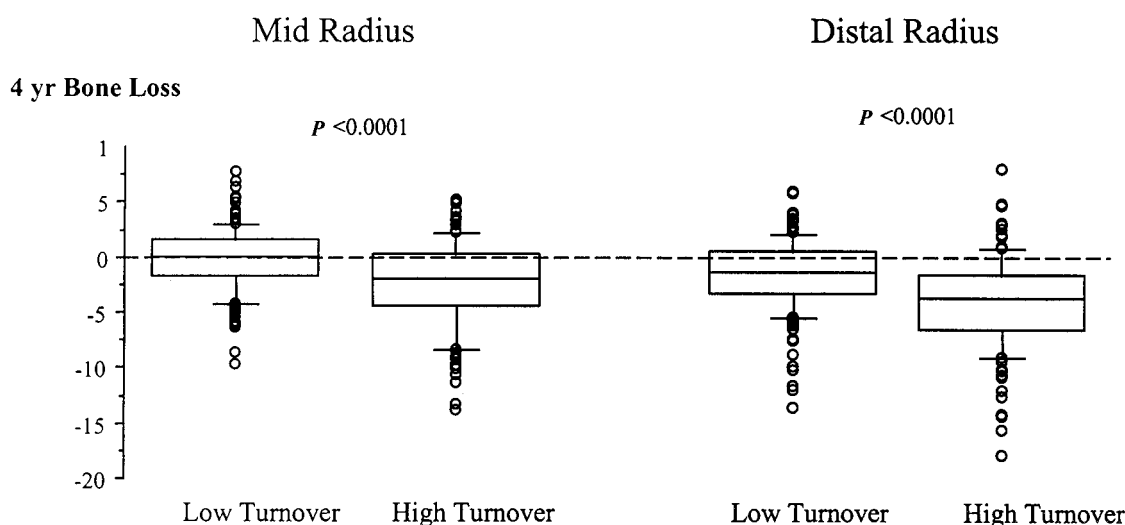 Mid Radius
Distal Radius
4 yr Bone Loss
P <0.0001
P <0.0001
1
5
0
-5
-10
-15
-20
Low Turnover
High Turnover
Low Turnover
High Turnover